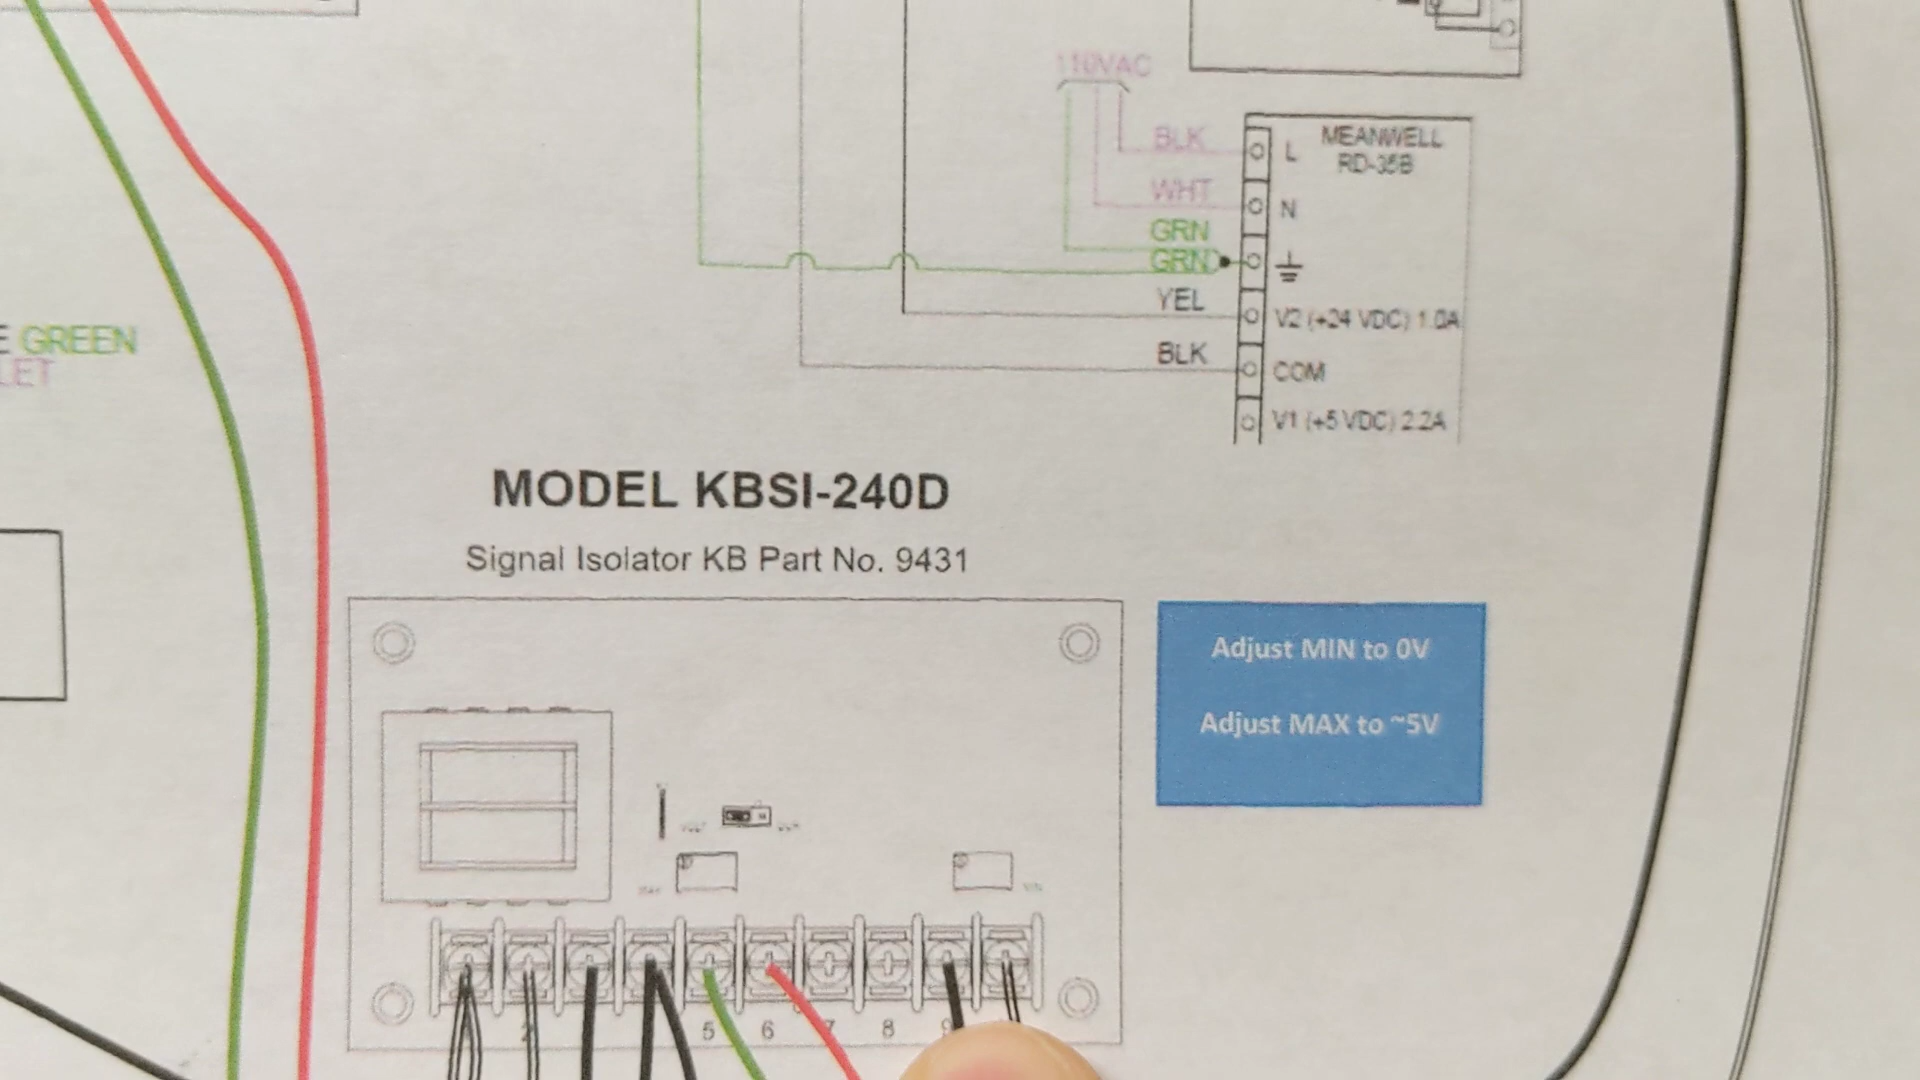 110VAC
BLK
WHT
GRN
GRN
YEL
BLK
L
N
MEANWELL
RD-35B
V2 (+24 VDC) 1.0A
COM
V1 (+5 VDC) 2.2A
E GREEN
LET
MODEL KBSI-240D
Signal Isolator KB Part No. 9431
Adjust MIN to 0V
Adjust MAX to ~5V
2 5 6 7 8 9